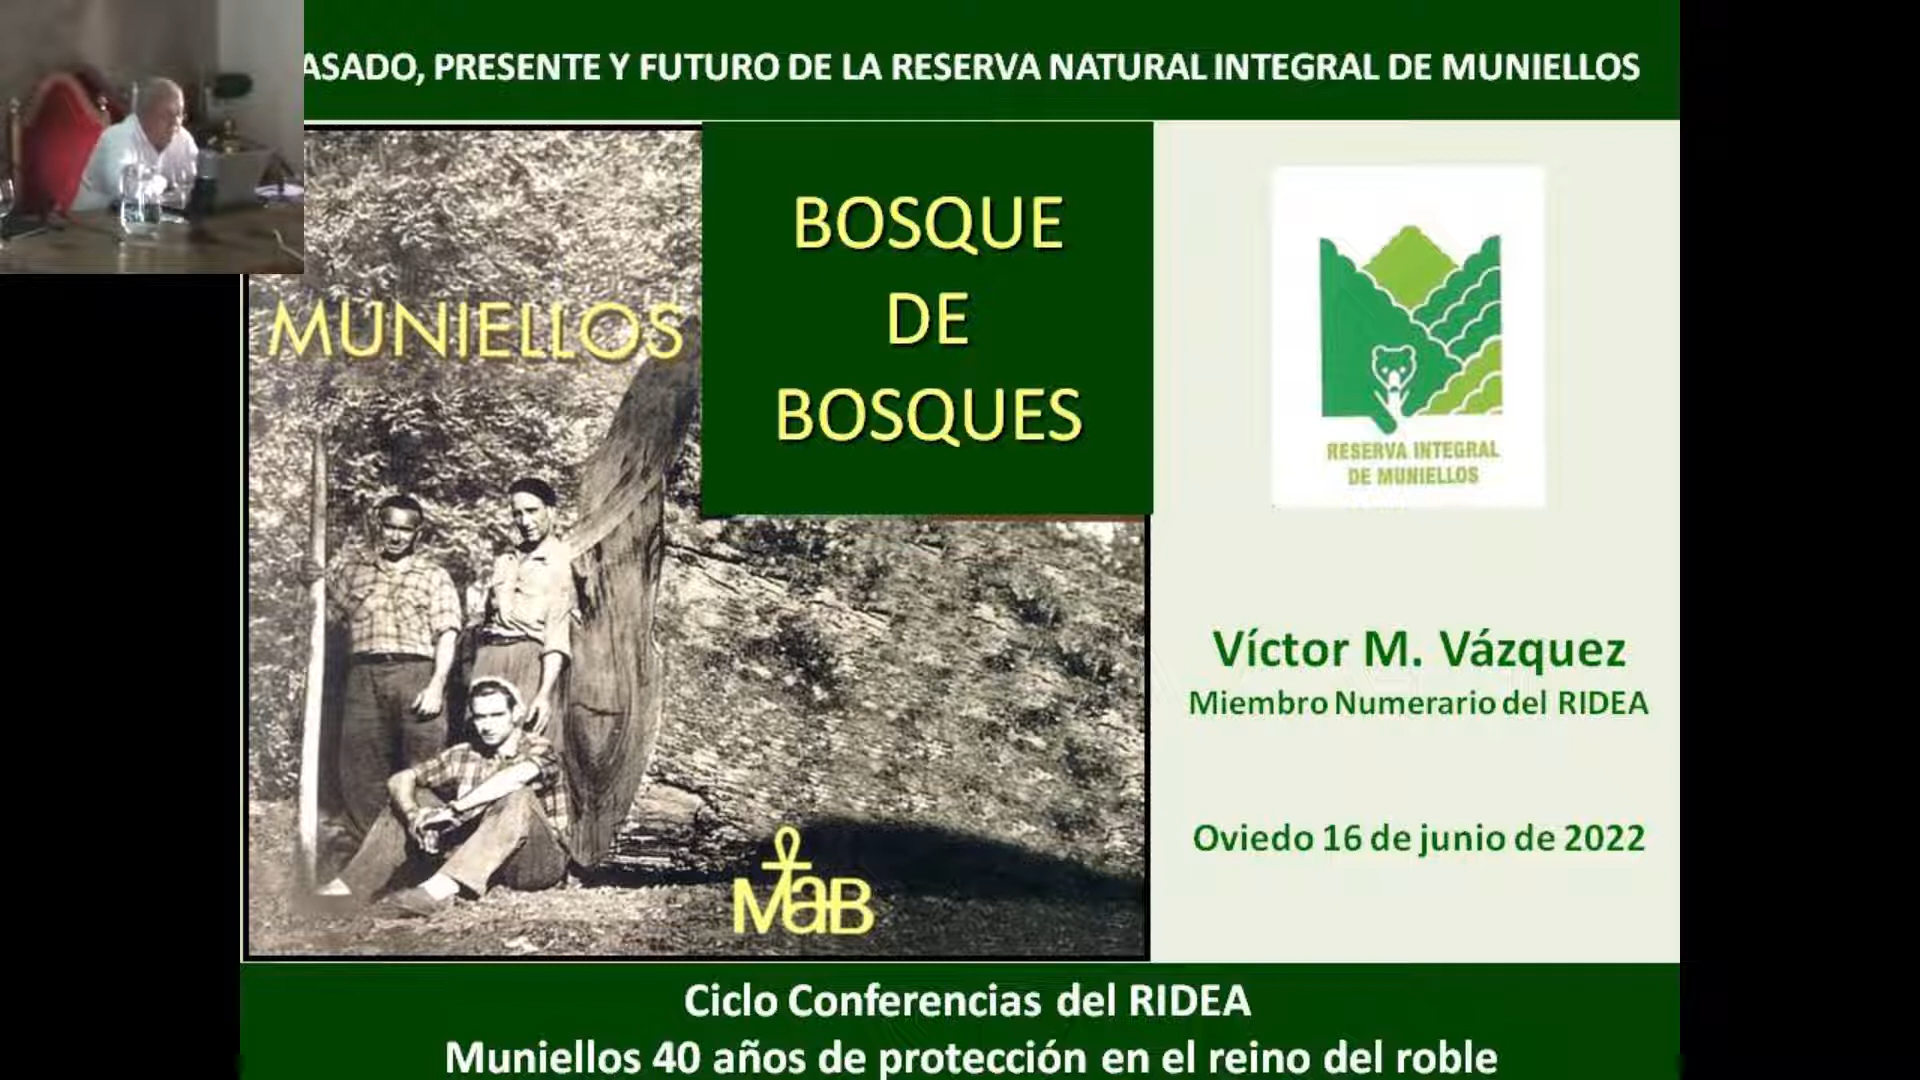 ASADO, PRESENTE Y FUTURO DE LA RESERVA NATURAL INTEGRAL DE MUNIELLOS
MUNIELLOS
BOSQUE
DE
BOSQUES
RESERVA INTEGRAL
DE MUNIELLOS
Víctor M. Vázquez
Miembro Numerario del RIDEA
Oviedo 16 de junio de 2022
MaB
Ciclo Conferencias del RIDEA
Muniellos 40 años de protección en el reino del roble